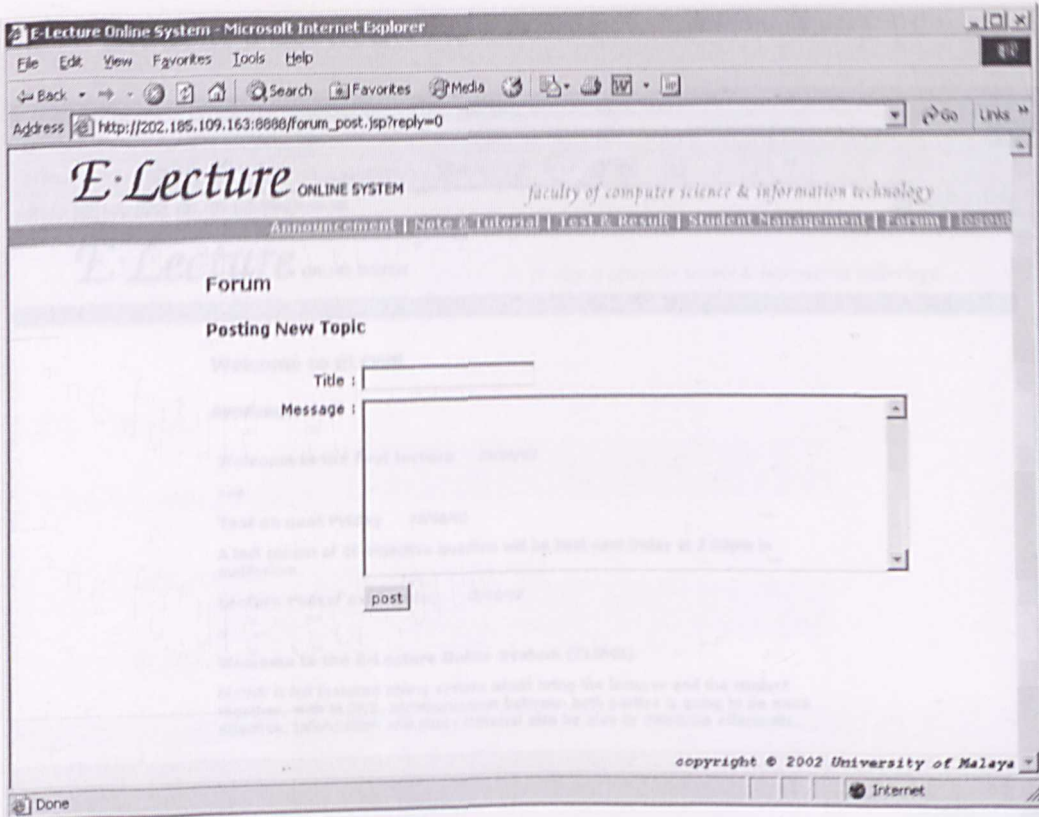 E-Lecture Online System - Microsoft Internet Explorer
File Edit View Favorites Tools Help
Back Search Favorites Media
Address http://202.185.109.163:8888/forum_post.jsp?reply=0 Go Links »
E-Lecture ONLINE SYSTEM faculty of computer science & information technology
Announcement | Note & Tutorial | Test & Result | Student Management | Forum | logout
Forum
Posting New Topic
Title :
Message :
post
copyright © 2002 University of Malaya
Done Internet